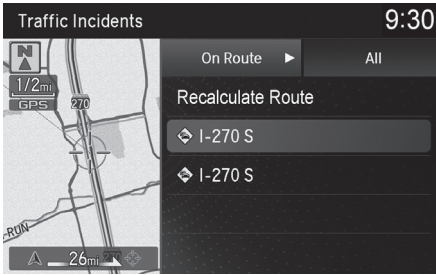 Traffic Incidents
9:30
N
1/2mi
GPS
270
RUN
26mi
On Route
All
Recalculate Route
I-270 S
I-270 S